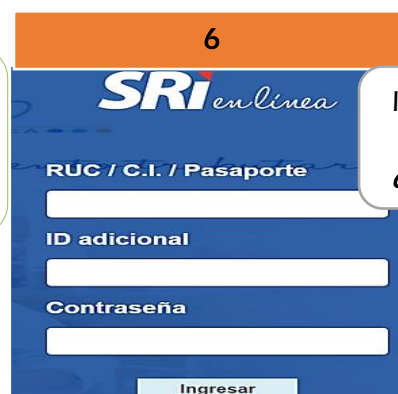 6
SRi en línea
RUC / C.I. / Pasaporte
ID adicional
Contraseña
Ingresar